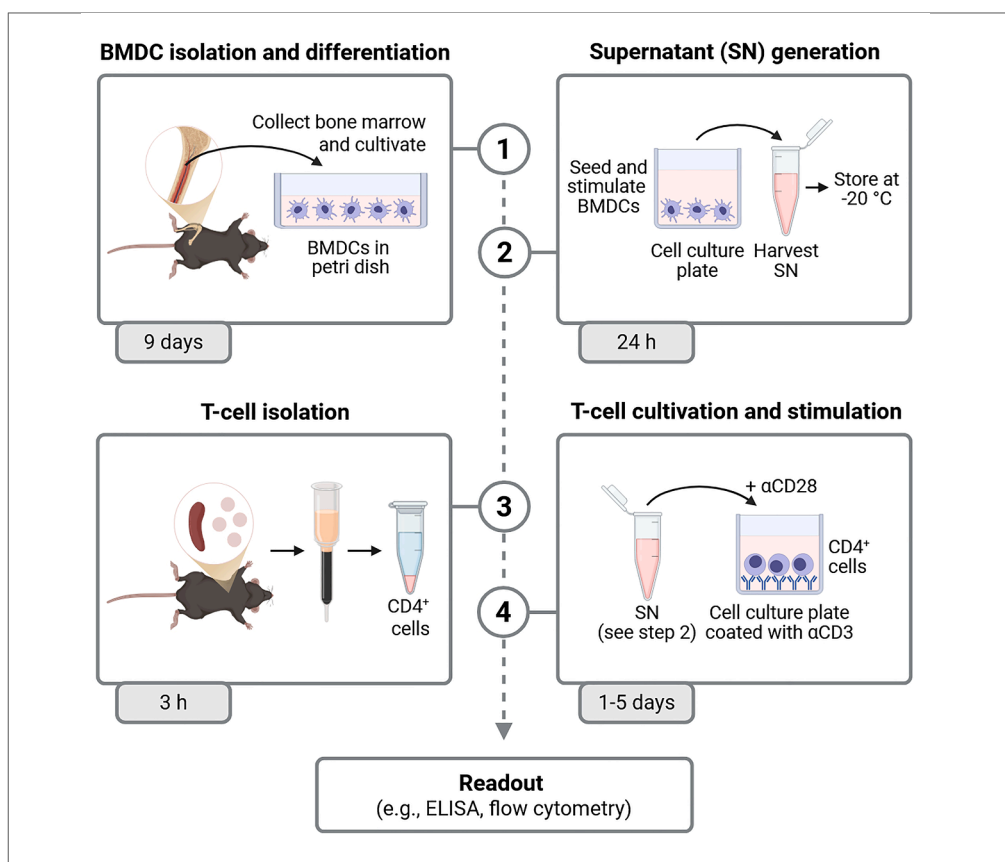 BMDC isolation and differentiation
Collect bone marrow
and cultivate
BMDCs in
petri dish
9 days
1
Supernatant (SN) generation
Seed and
stimulate
BMDCs
Cell culture
plate
Harvest
SN
Store at
-20 °C
24 h
2
T-cell isolation
CD4⁺
cells
3 h
3
T-cell cultivation and stimulation
+ αCD28
CD4⁺
cells
SN
(see step 2)
Cell culture plate
coated with αCD3
1-5 days
4
Readout
(e.g., ELISA, flow cytometry)